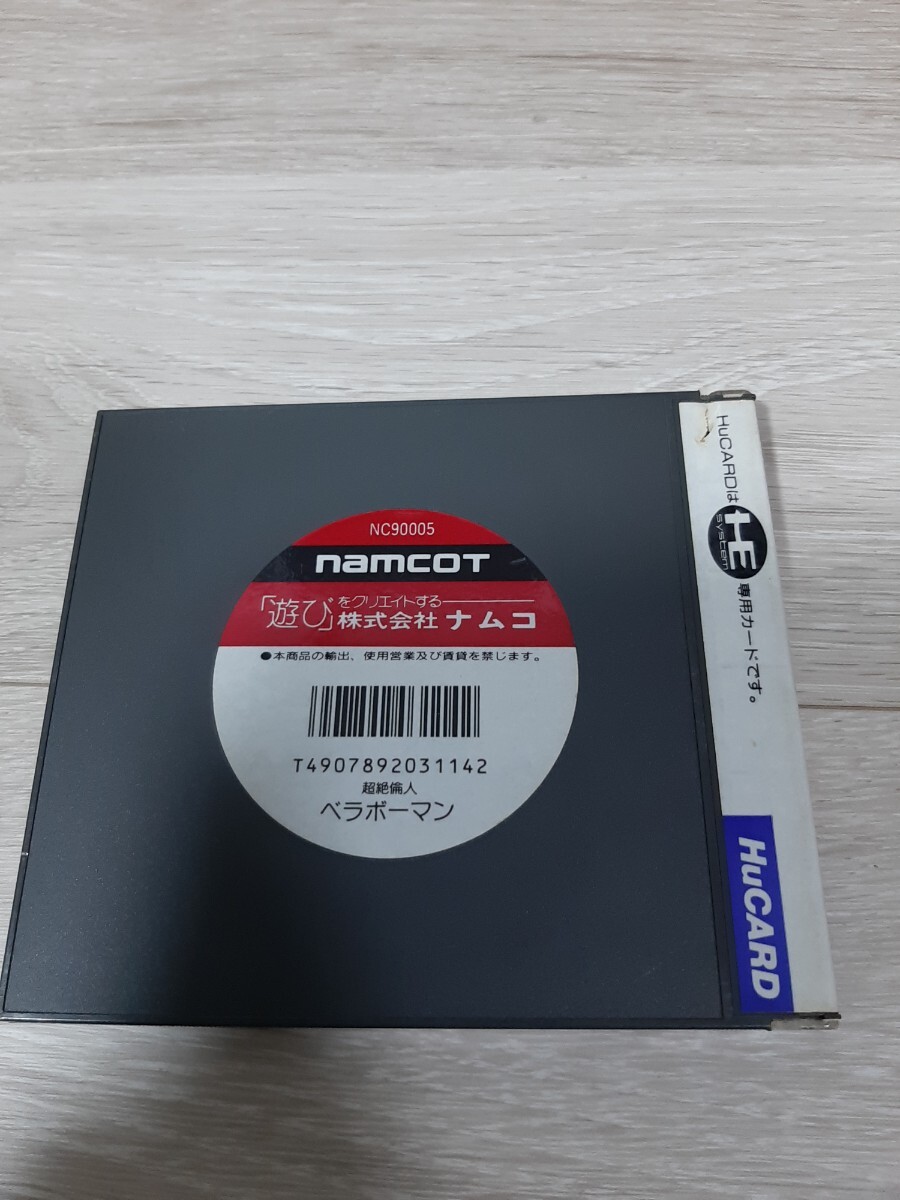 NC90005
namcot
「遊び」をクリエイトする
株式会社 ナムコ
●本商品の輸出、使用営業及び賃貸を禁じます。
T4907892031142
超絶倫人
ベラボーマン
HuCARDは
HE
system
専用カードです。
HuCARD